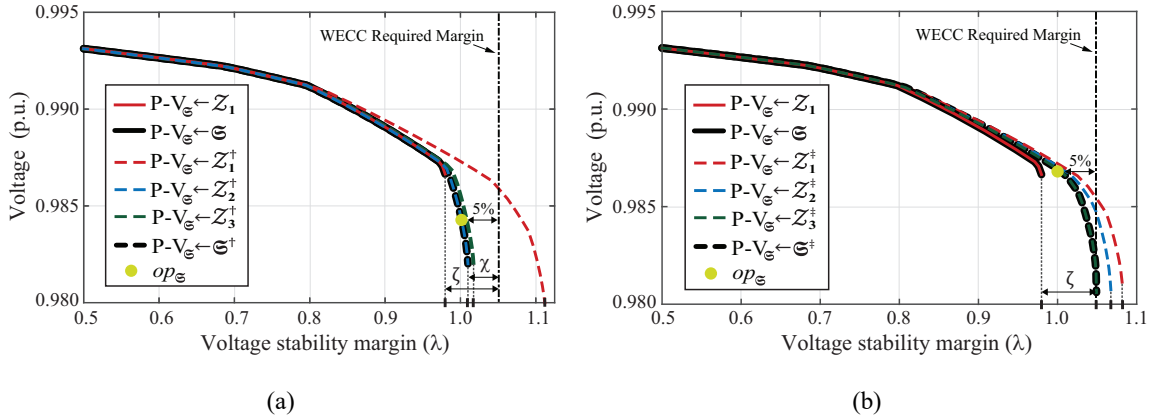 0.995
WECC Required Margin
0.990
Voltage (p.u.)
P-V𝔖←𝒵1
P-V𝔖←𝔖
P-V𝔖←𝒵1†
P-V𝔖←𝒵2†
P-V𝔖←𝒵3†
P-V𝔖←𝔖†
op𝔖
0.985
5%
ζ
χ
0.980
0.5 0.6 0.7 0.8 0.9 1.0 1.1
Voltage stability margin (λ)
(a)
0.995
WECC Required Margin
0.990
Voltage (p.u.)
P-V𝔖←𝒵1
P-V𝔖←𝔖
P-V𝔖←𝒵1‡
P-V𝔖←𝒵2‡
P-V𝔖←𝒵3‡
P-V𝔖←𝔖‡
op𝔖
5%
0.985
ζ
0.980
0.5 0.6 0.7 0.8 0.9 1.0 1.1
Voltage stability margin (λ)
(b)